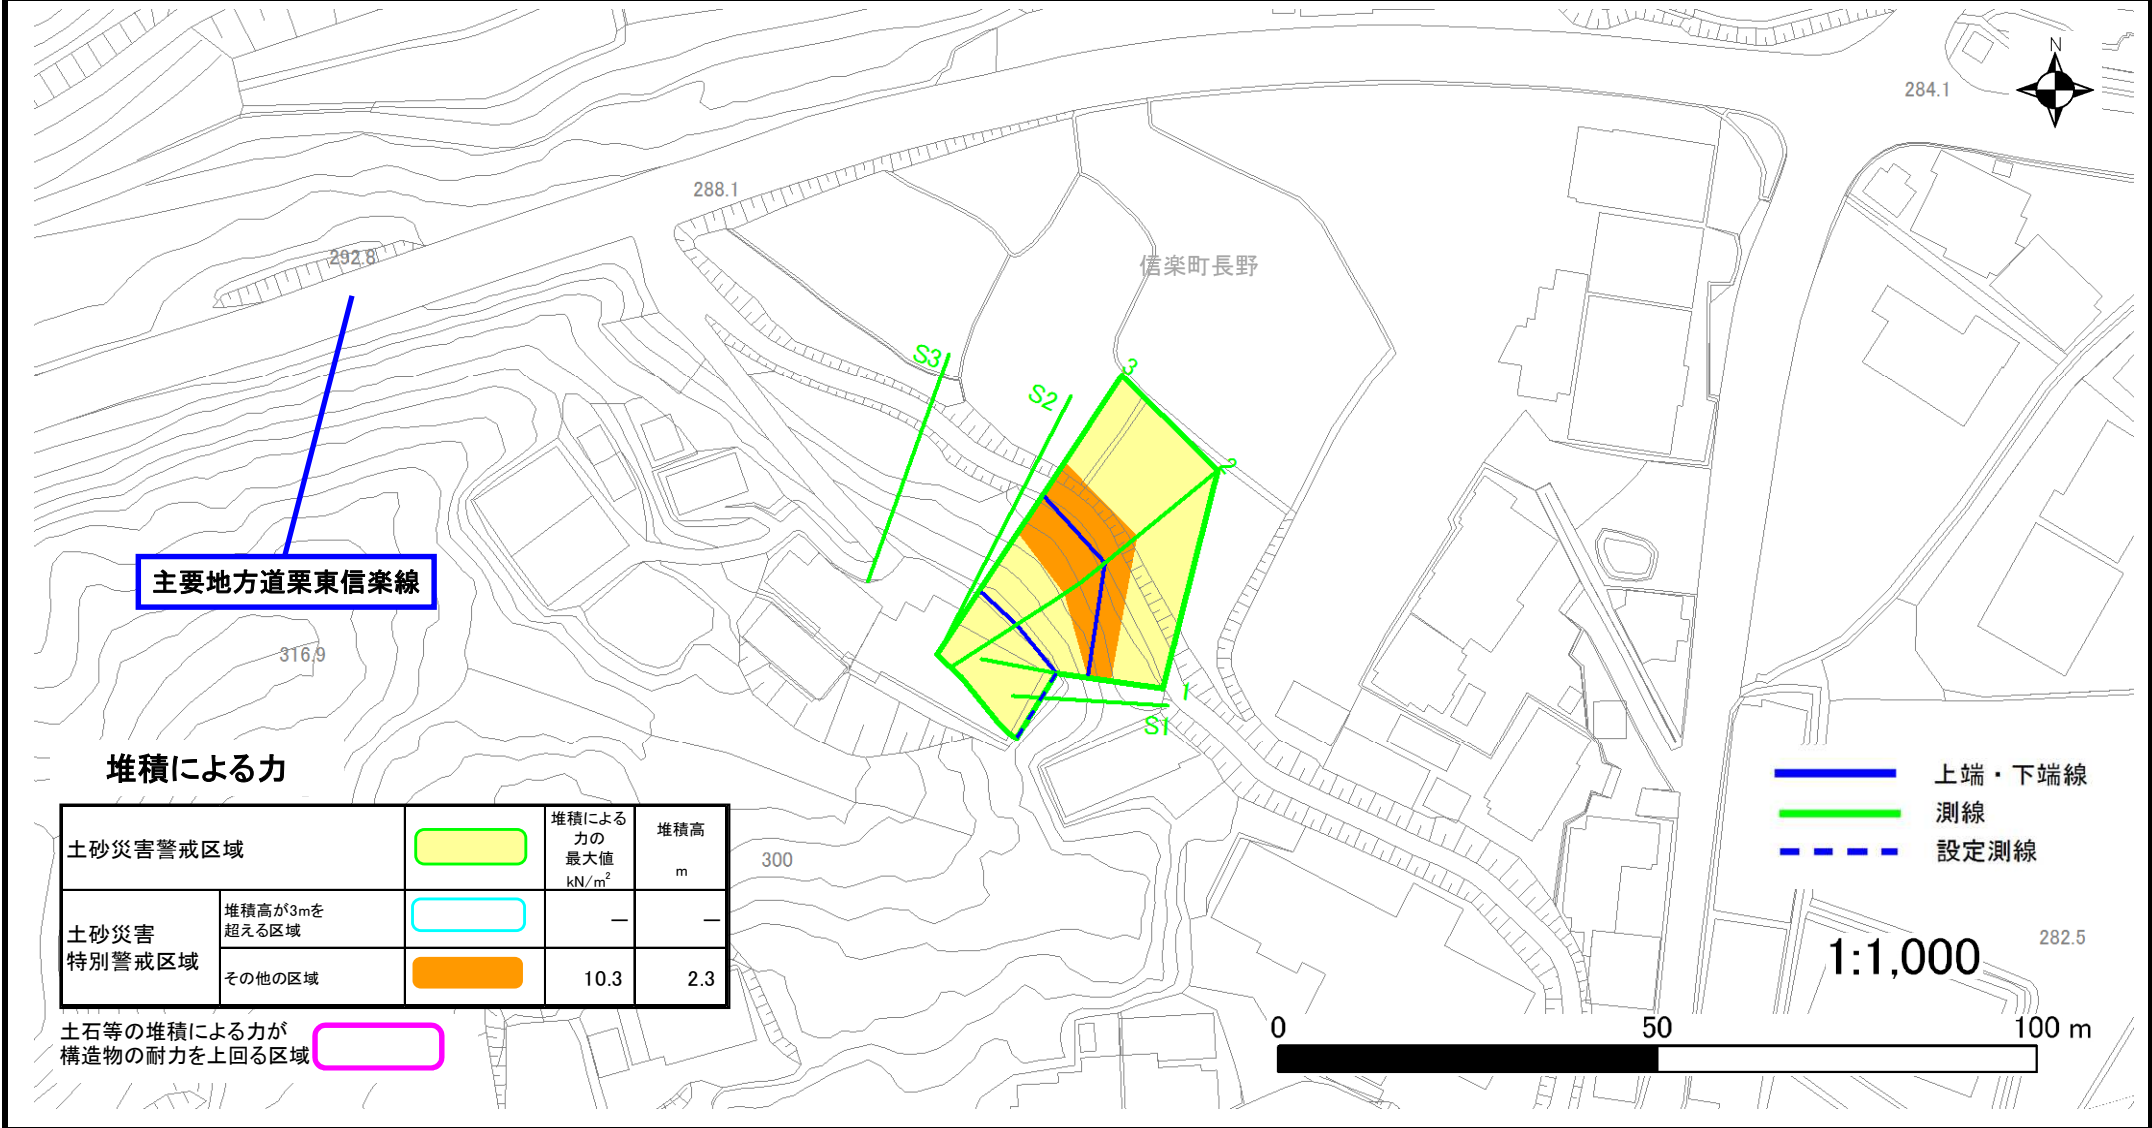 N
284.1
288.1
292.8
信楽町長野
S3
S2
3
2
主要地方道栗東信楽線
316.9
1
S1
堆積による力
上端・下端線
測線
設定測線
土砂災害警戒区域
堆積による
力の
最大値
kN/m²
堆積高
m
300
土砂災害
特別警戒区域
堆積高が3mを
超える区域
―
―
その他の区域
10.3
2.3
282.5
1:1,000
土石等の堆積による力が
構造物の耐力を上回る区域
0
50
100 m